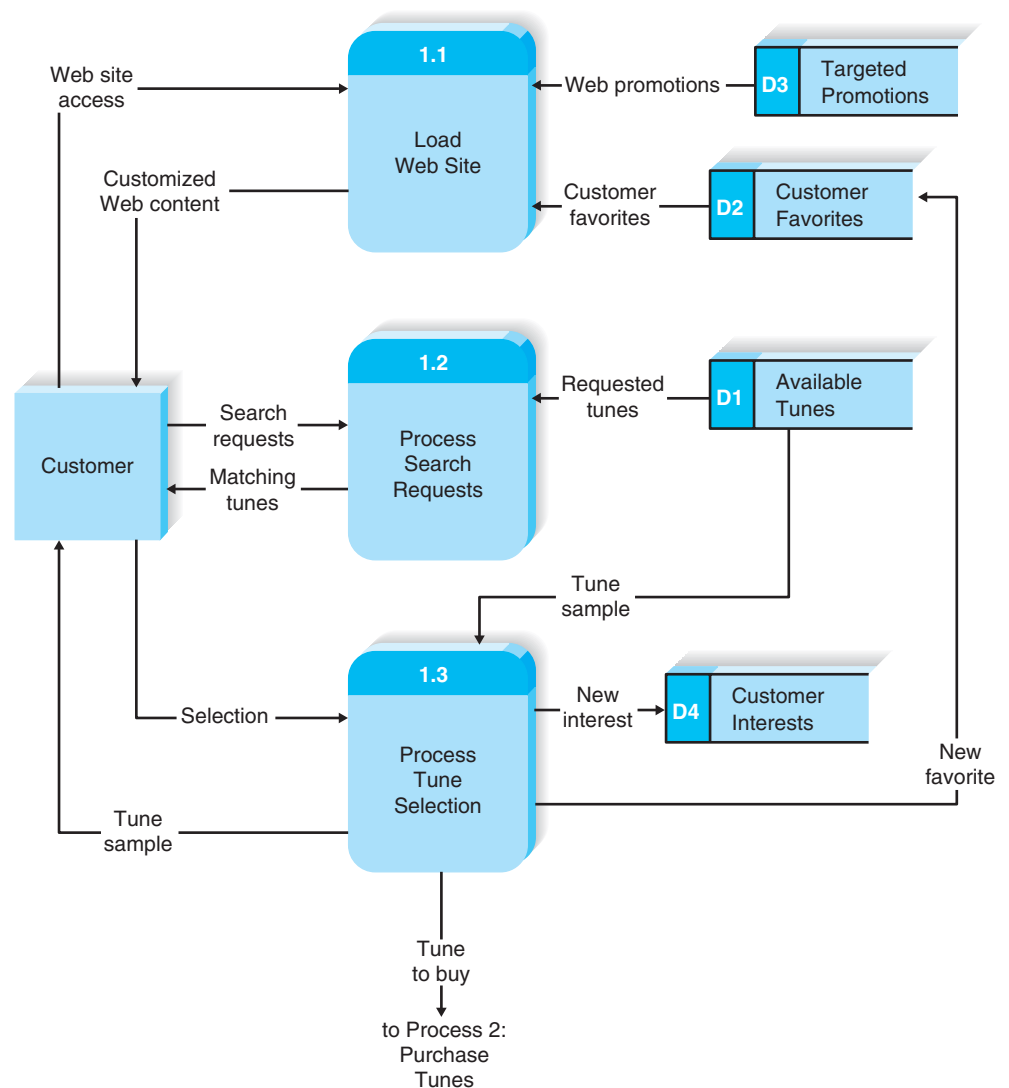 1.1
Load
Web Site
Web site
access
Web promotions
D3
Targeted
Promotions
Customized
Web content
Customer
favorites
D2
Customer
Favorites
1.2
Process
Search
Requests
Requested
tunes
D1
Available
Tunes
Customer
Search
requests
Matching
tunes
Tune
sample
1.3
Process
Tune
Selection
Selection
New
interest
D4
Customer
Interests
New
favorite
Tune
sample
Tune
to buy
to Process 2:
Purchase
Tunes